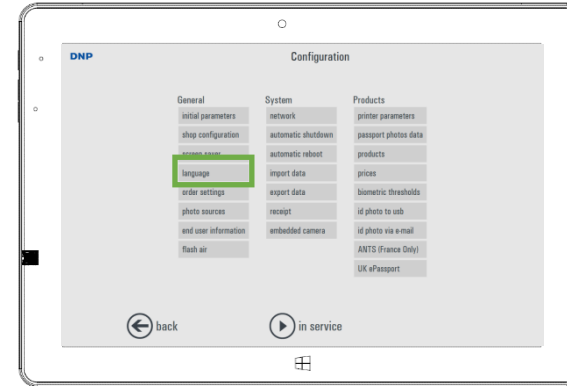 DNP
Configuration
General
initial parameters
shop configuration
screen saver
language
order settings
photo sources
end user information
flash air
System
network
automatic shutdown
automatic reboot
import data
export data
receipt
embedded camera
Products
printer parameters
passport photos data
products
prices
biometric thresholds
id photo to usb
id photo via e-mail
ANTS (France Only)
UK ePassport
back
in service